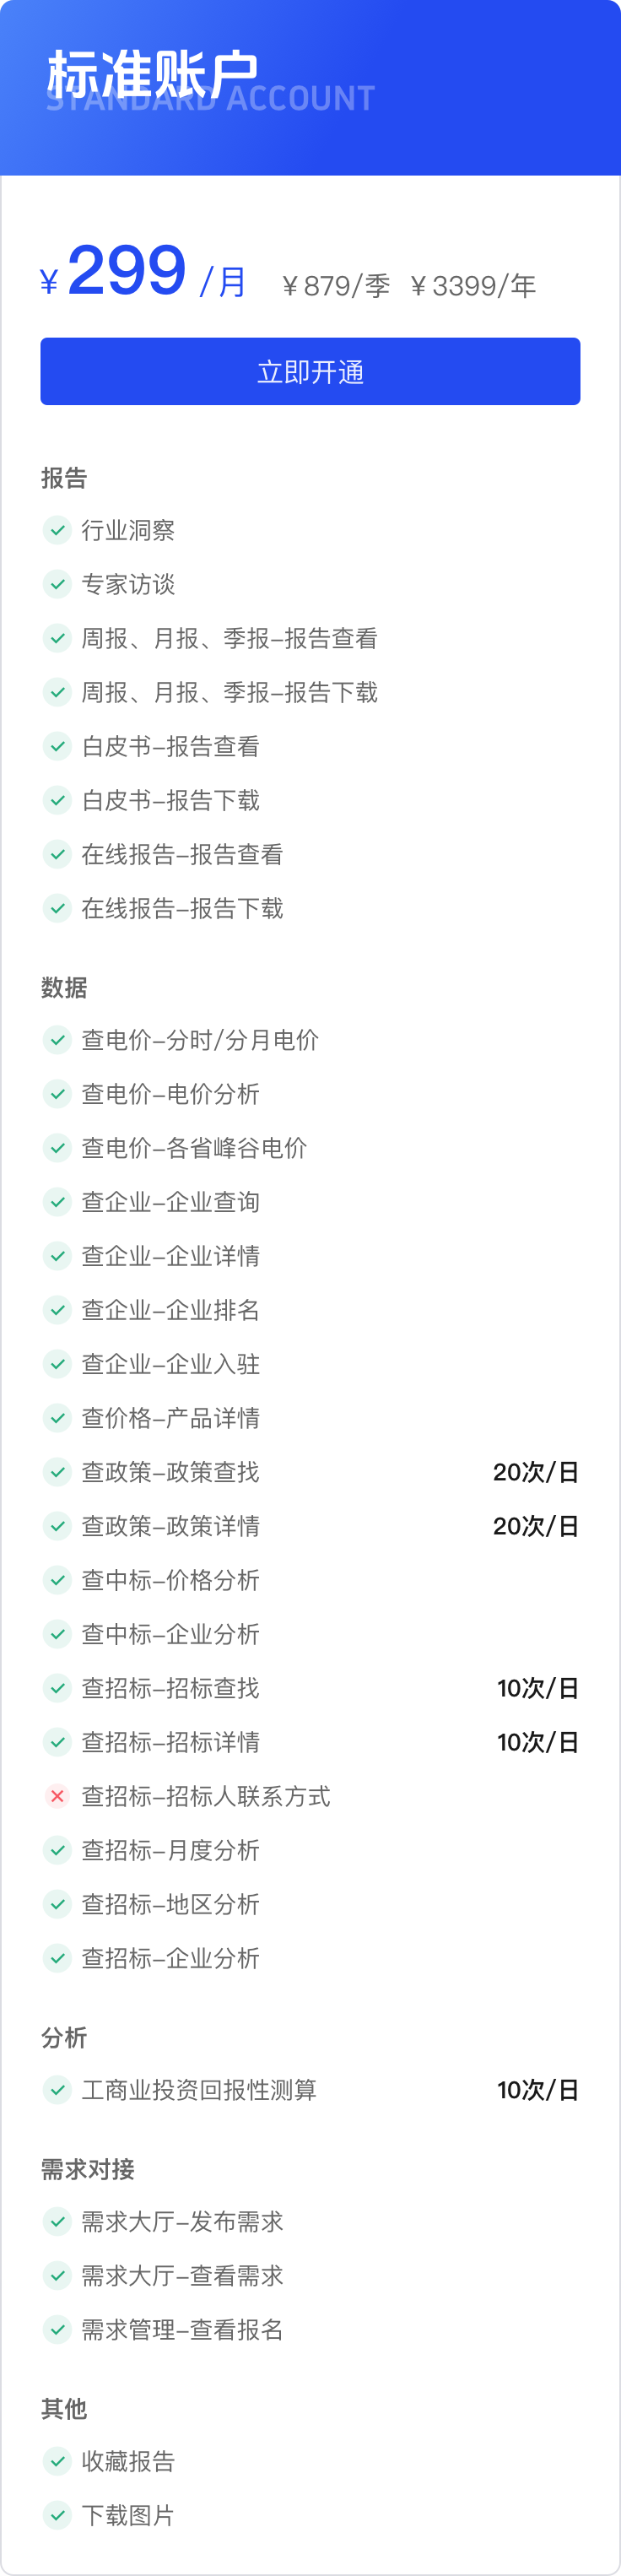 标准账户
STANDARD ACCOUNT
¥299/月 ¥879/季 ¥3399/年
立即开通
报告
行业洞察
专家访谈
周报、月报、季报-报告查看
周报、月报、季报-报告下载
白皮书-报告查看
白皮书-报告下载
在线报告-报告查看
在线报告-报告下载
数据
查电价-分时/分月电价
查电价-电价分析
查电价-各省峰谷电价
查企业-企业查询
查企业-企业详情
查企业-企业排名
查企业-企业入驻
查价格-产品详情
查政策-政策查找 20次/日
查政策-政策详情 20次/日
查中标-价格分析
查中标-企业分析
查招标-招标查找 10次/日
查招标-招标详情 10次/日
查招标-招标人联系方式
查招标-月度分析
查招标-地区分析
查招标-企业分析
分析
工商业投资回报性测算 10次/日
需求对接
需求大厅-发布需求
需求大厅-查看需求
需求管理-查看报名
其他
收藏报告
下载图片